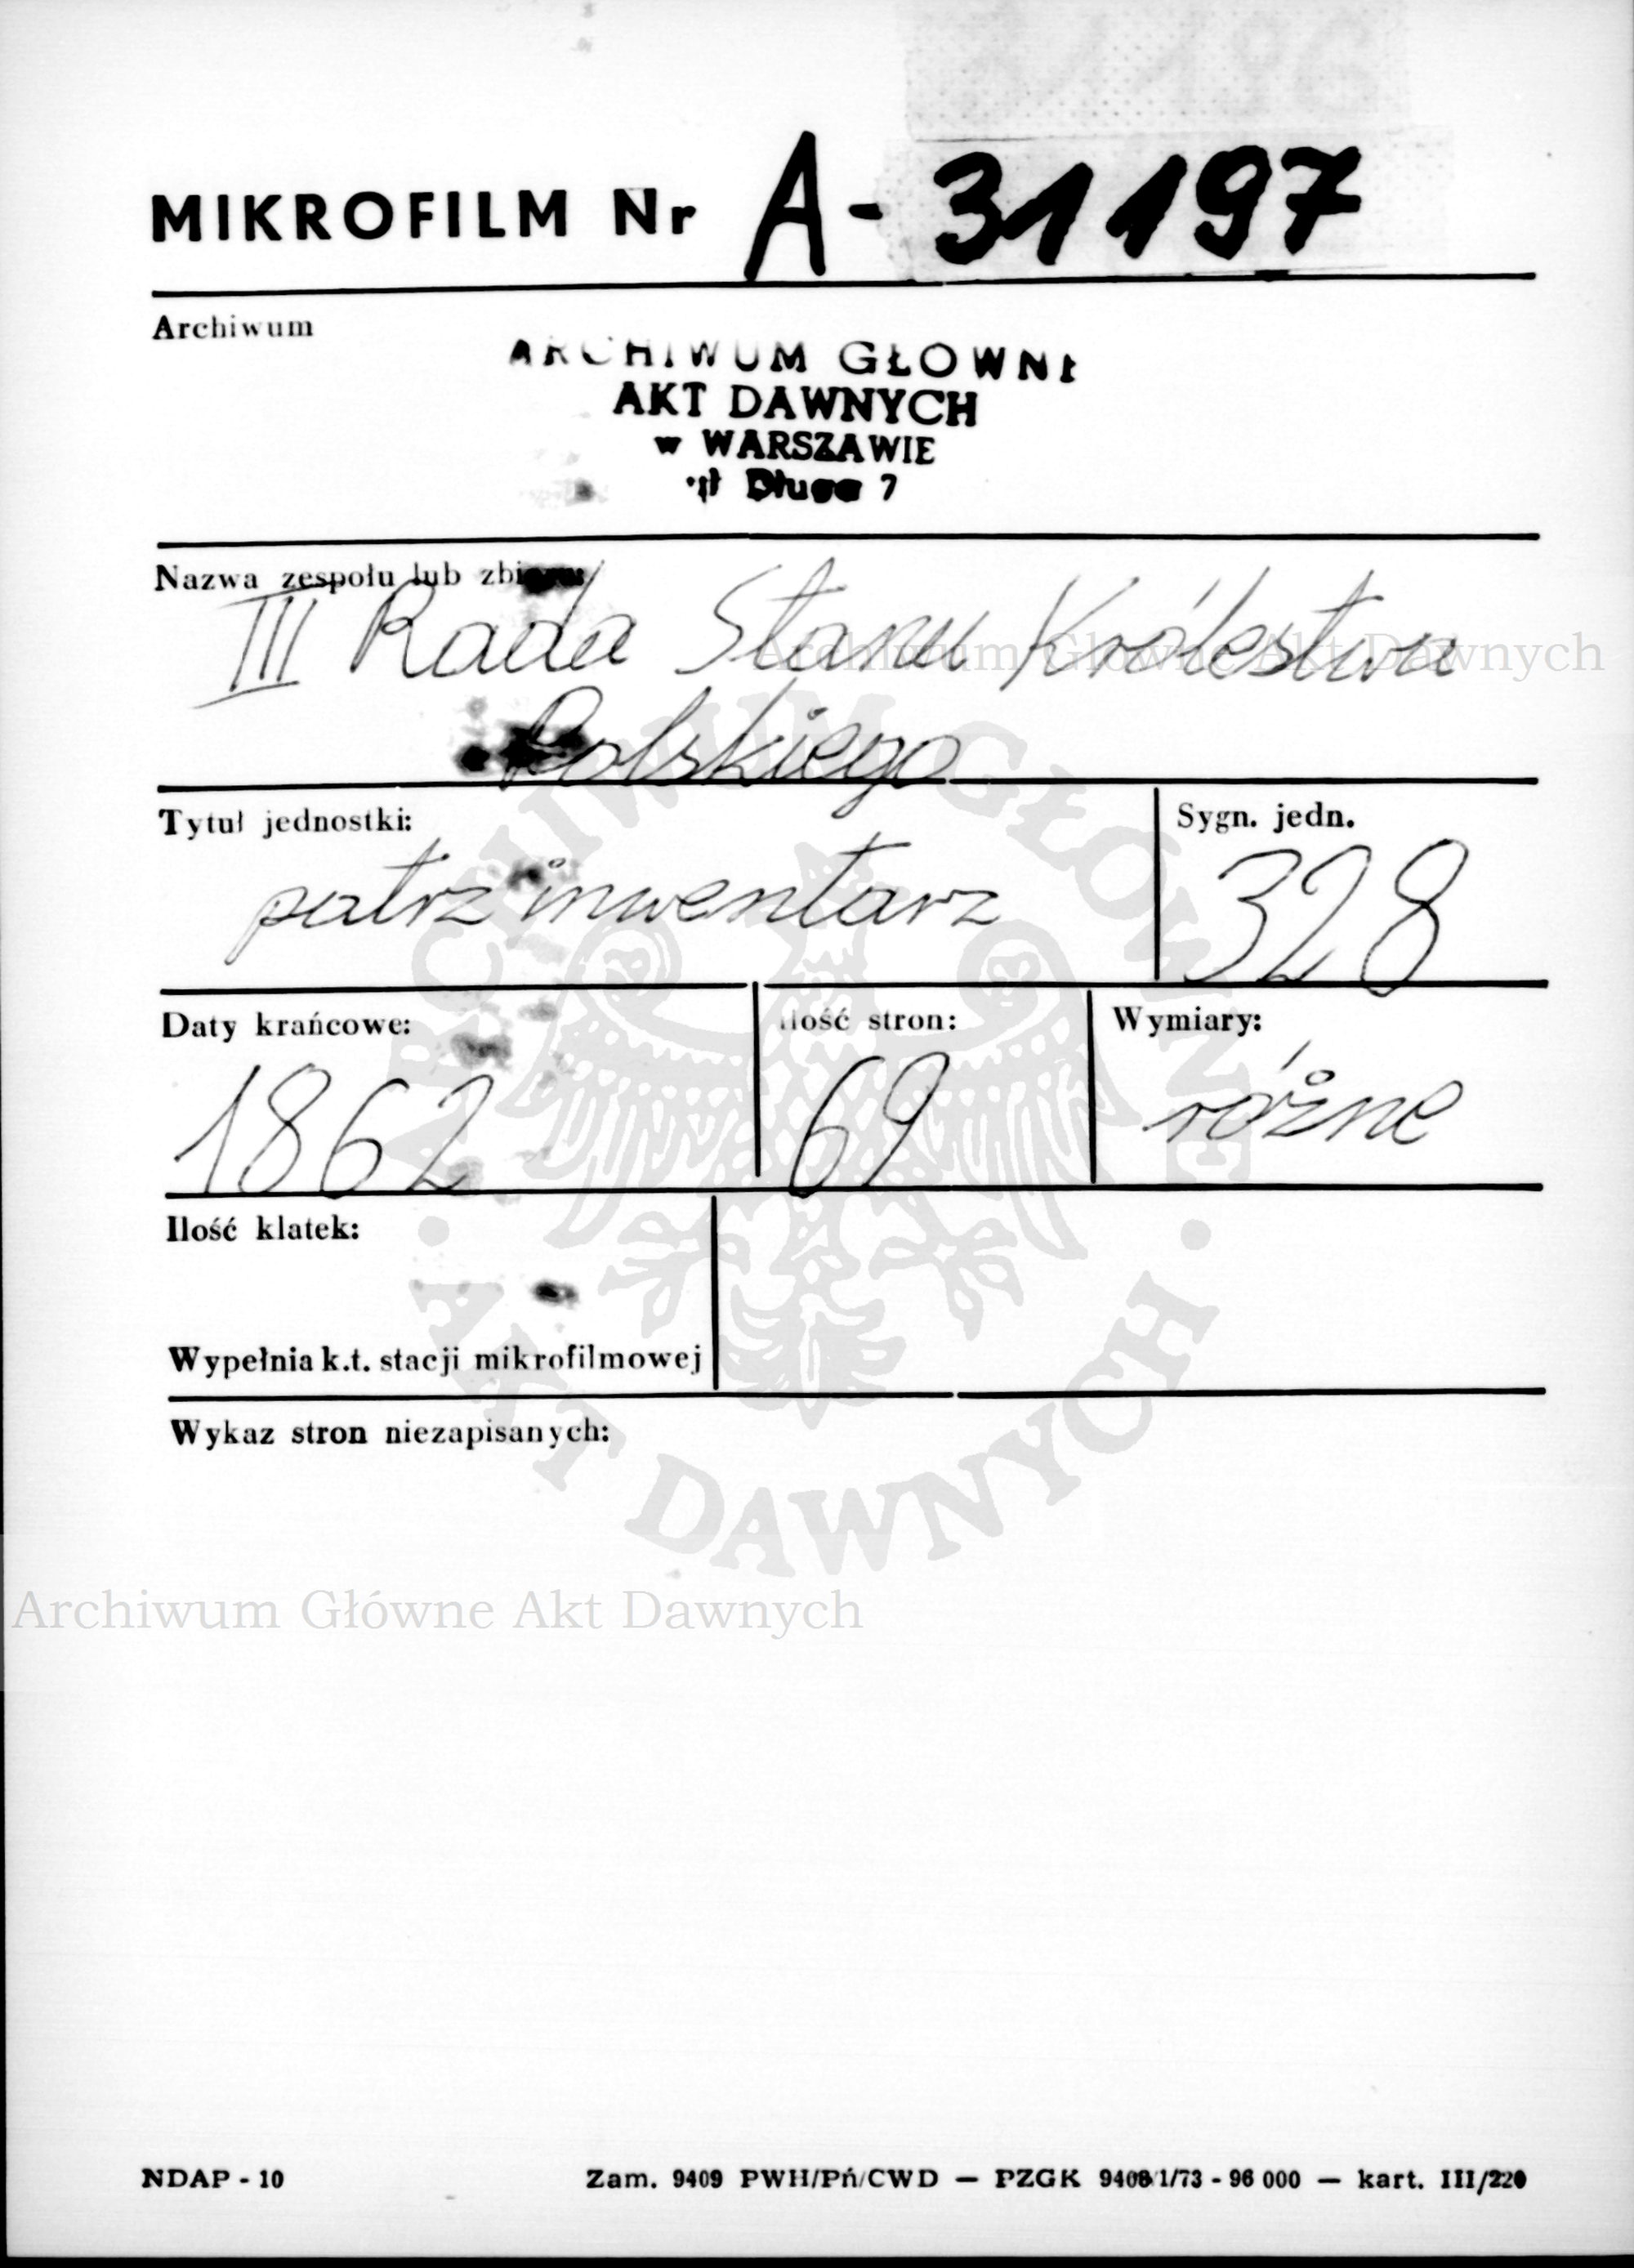 MIKROFILM Nr A-31197
Archiwum
ARCHIWUM GŁOWNE
AKT DAWNYCH
w WARSZAWIE
ul Długa 7
Nazwa zespołu lub zbioru:
III Rada Stanu Królestwa
Polskiego
Archiwum Główne Akt Dawnych
Tytuł jednostki:
patrz inwentarz
Sygn. jedn.
328
Daty krańcowe:
1862
Ilość stron:
69
Wymiary:
różne
Ilość klatek:
Wypełnia k.t. stacji mikrofilmowej
Wykaz stron niezapisanych:
ARCHIWUM GŁÓWNE
AKT DAWNYCH
Archiwum Główne Akt Dawnych
NDAP - 10
Zam. 9409 PWH/Pń/CWD — PZGK 9408/1/73 - 96 000 — kart. III/220